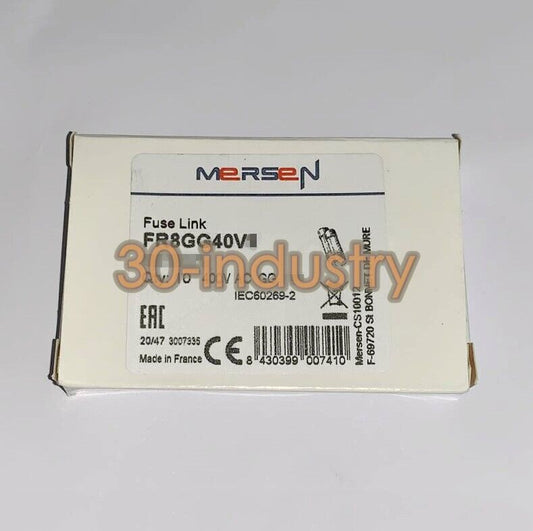 MERSEN
Fuse Link
FR8GG40V
30-industry
IEC60269-2
EAC
20/47 3007335
Made in France
CE
8 430399 007410
Mersen-CS10012
F-69720 St BONNET DE MURE